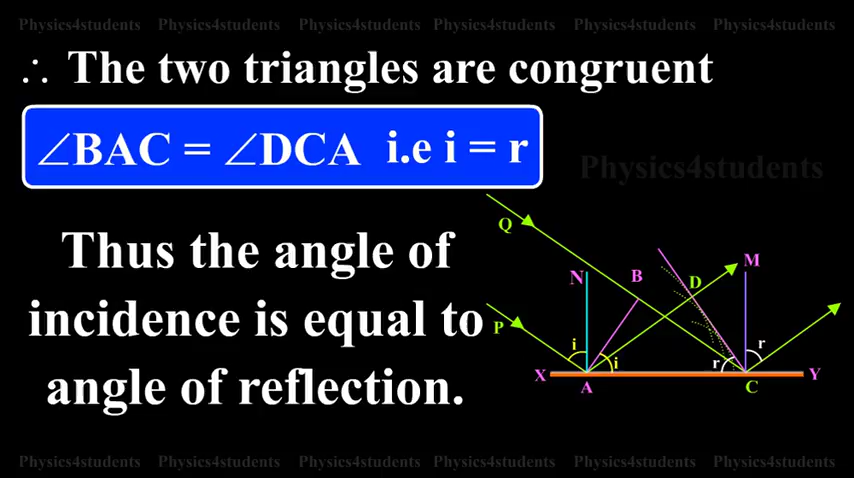 Physics4students Physics4students Physics4students Physics4students Physics4students Physics4students
∴ The two triangles are congruent
∠BAC = ∠DCA i.e i = r
Physics4students
Thus the angle of
incidence is equal to
angle of reflection.
Q
N B D M
P
i i r r
X A C Y
Physics4students Physics4students Physics4students Physics4students Physics4students Physics4students